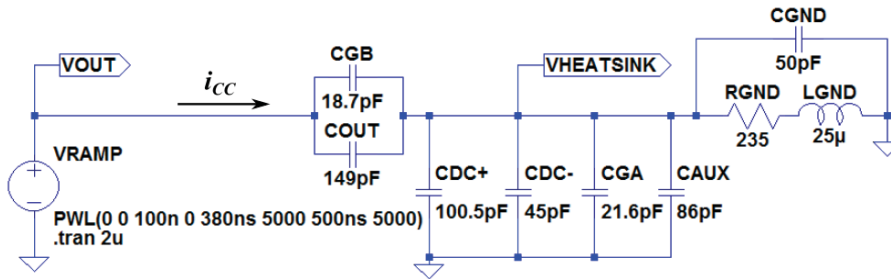 CGND
50pF
VOUT
iCC
CGB
18.7pF
VHEATSINK
RGND
235
LGND
25µ
COUT
149pF
VRAMP
CDC+
100.5pF
CDC-
45pF
CGA
21.6pF
CAUX
86pF
PWL(0 0 100n 0 380ns 5000 500ns 5000)
.tran 2u